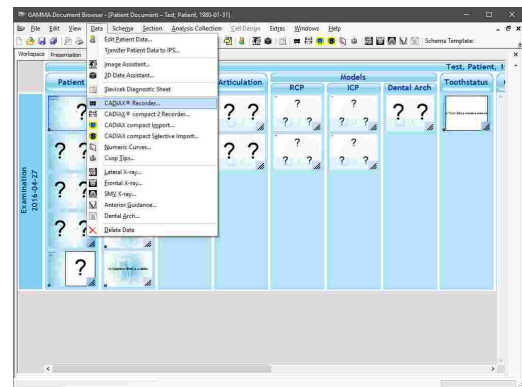 GAMMA Document Browser - [Patient Document - Test, Patient, 1980-01-31]
File Edit View Data Schema Section Analysis Collection Cell Design Extras Windows Help
Schema Template:
Workspace Presentation
Edit Patient Data...
Transfer Patient Data to IPS...
Image Assistant...
3D Data Assistant...
Slavicek Diagnostic Sheet
CADIAX® Recorder...
CADIAX® compact 2 Recorder...
CADIAX compact Import...
CADIAX compact Selective Import...
Numeric Curves...
Cusp Tips...
Lateral X-ray...
Frontal X-ray...
SMV X-ray...
Anterior Guidance...
Dental Arch...
Delete Data
Test, Patient, 1
Patient
Articulation
Models
RCP
ICP
Dental Arch
Toothstatus
Examination
2016-04-27
? ? ?
? ?
? ?
? ?
? ?
? ?
? ?
? ?
? ?
? ?
?